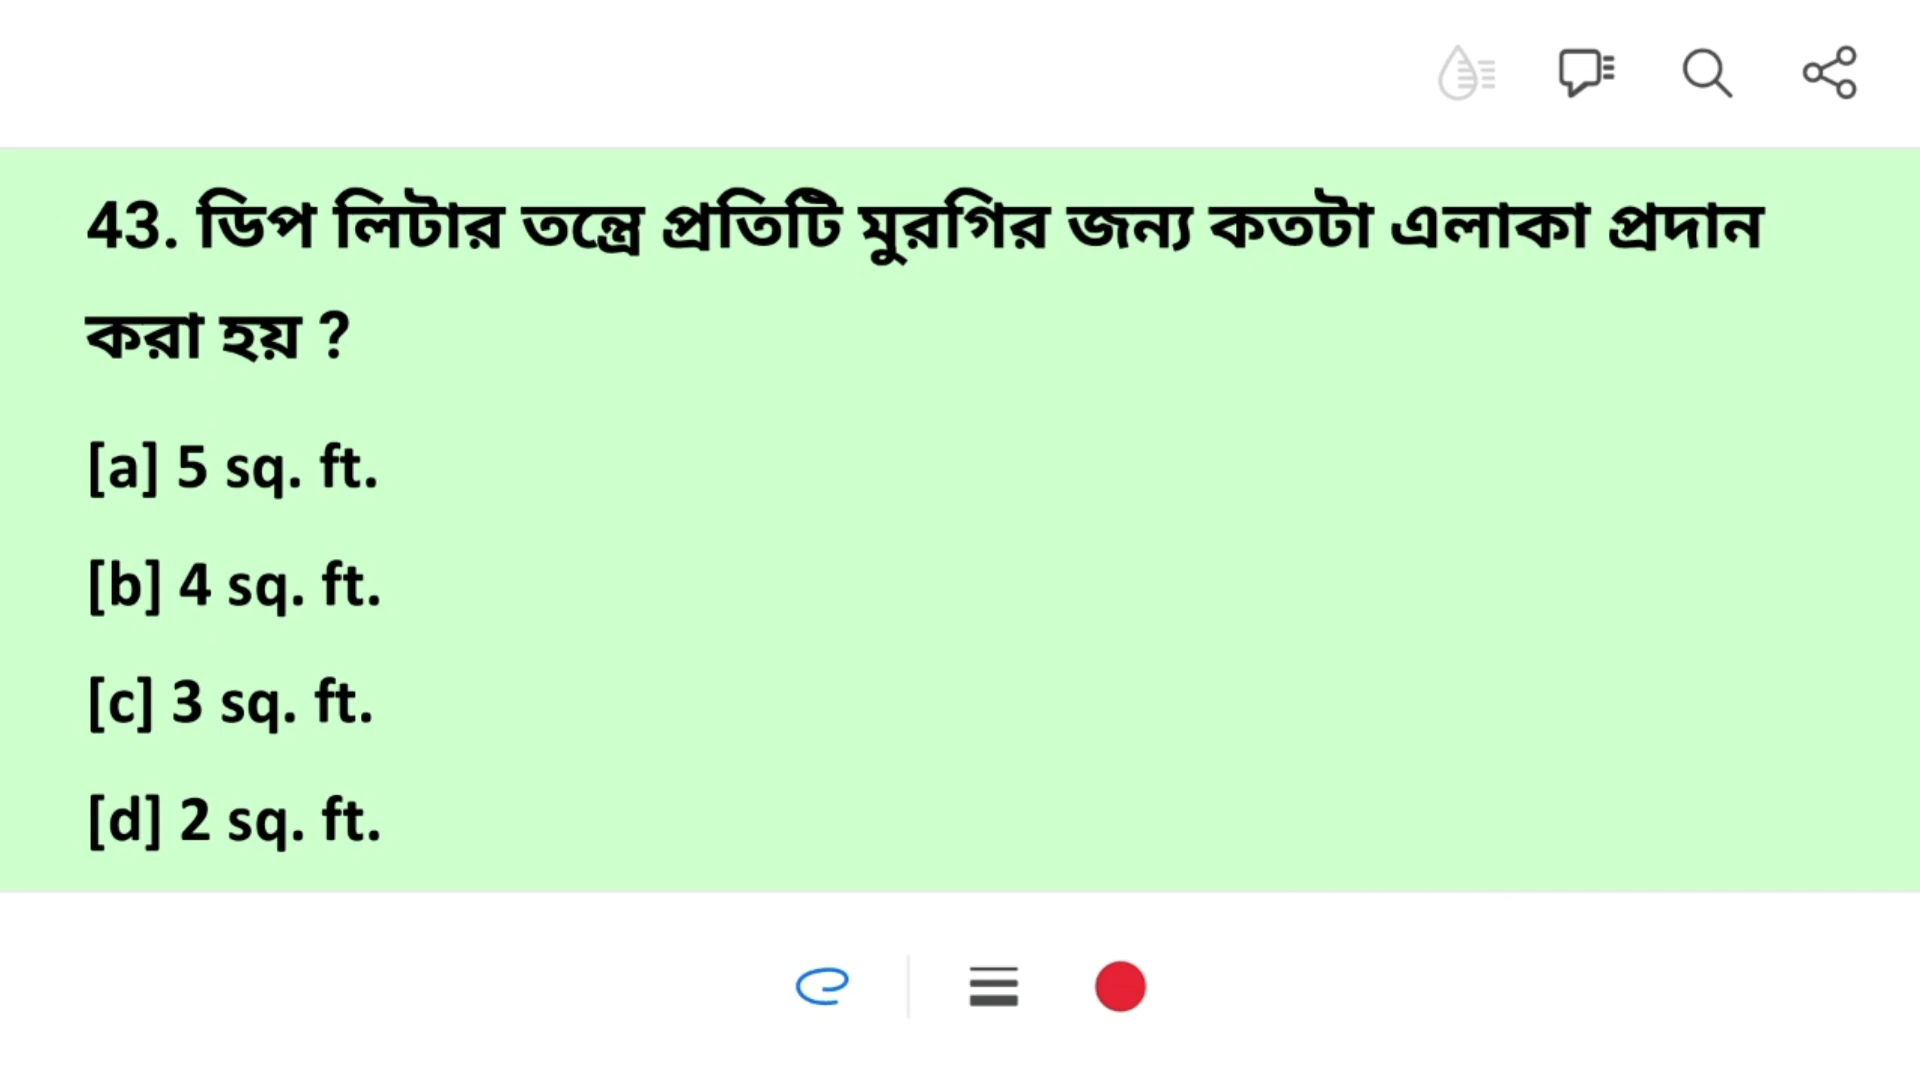 43. ডিপ লিটার তন্ত্রে প্রতিটি মুরগির জন্য কতটা এলাকা প্রদান
করা হয় ?
[a] 5 sq. ft.
[b] 4 sq. ft.
[c] 3 sq. ft.
[d] 2 sq. ft.